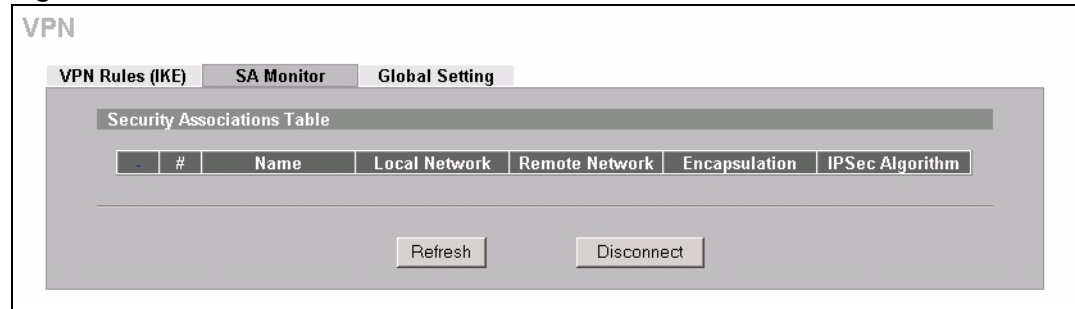 VPN
VPN Rules (IKE) SA Monitor Global Setting
Security Associations Table
- # Name Local Network Remote Network Encapsulation IPSec Algorithm
Refresh Disconnect